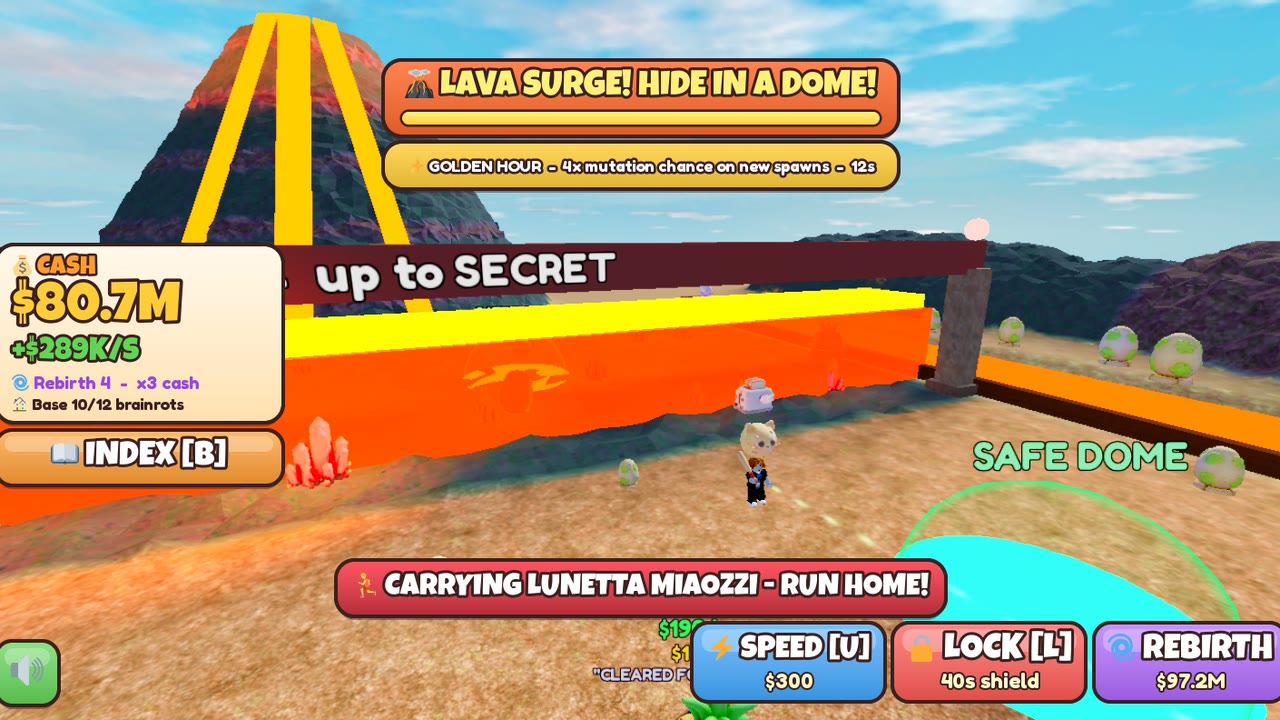 LAVA SURGE! HIDE IN A DOME!
GOLDEN HOUR - 4x mutation chance on new spawns - 12s
up to SECRET
CASH
$80.7M
+$289K/S
Rebirth 4 - x3 cash
Base 10/12 brainrots
INDEX [B]
SAFE DOME
CARRYING LUNETTA MIAOZZI - RUN HOME!
"CLEARED
SPEED [U]
$300
LOCK [L]
40s shield
REBIRTH
$97.2M